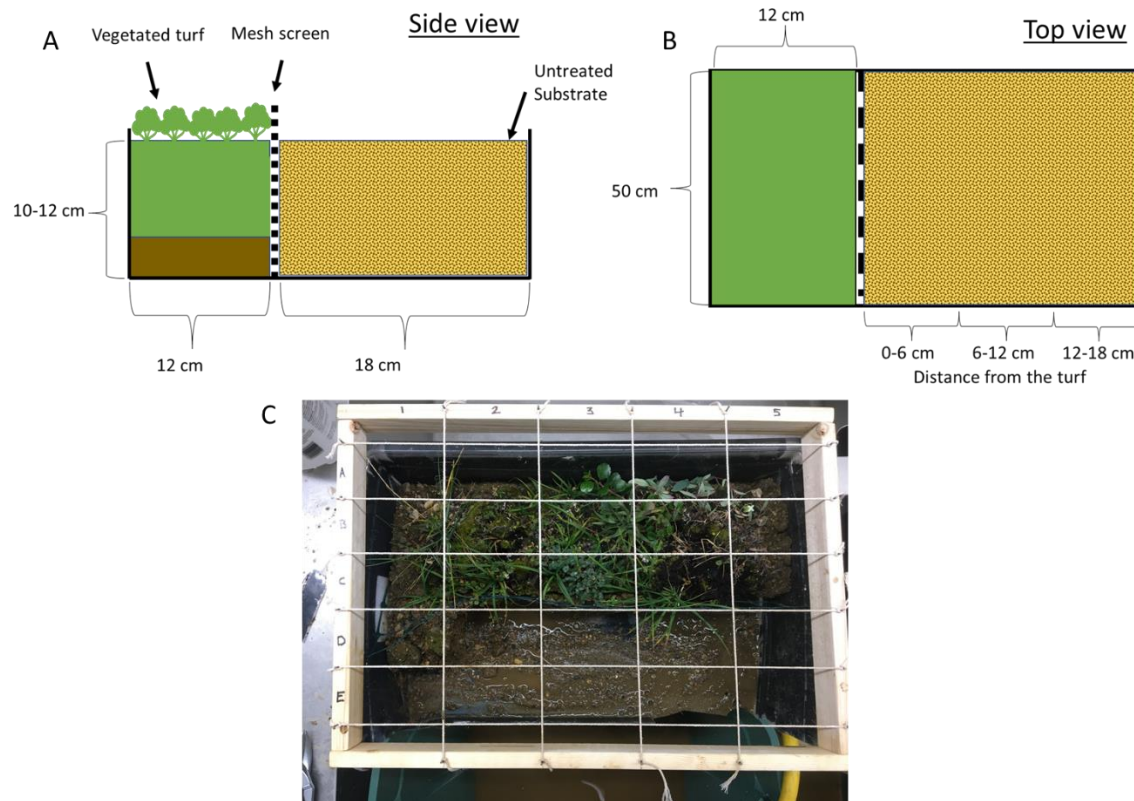 Side view
A
Vegetated turf
Mesh screen
Untreated
Substrate
10-12 cm
12 cm
18 cm
B
Top view
12 cm
50 cm
0-6 cm
6-12 cm
12-18 cm
Distance from the turf
C
1 2 3 4 5
A
B
C
D
E